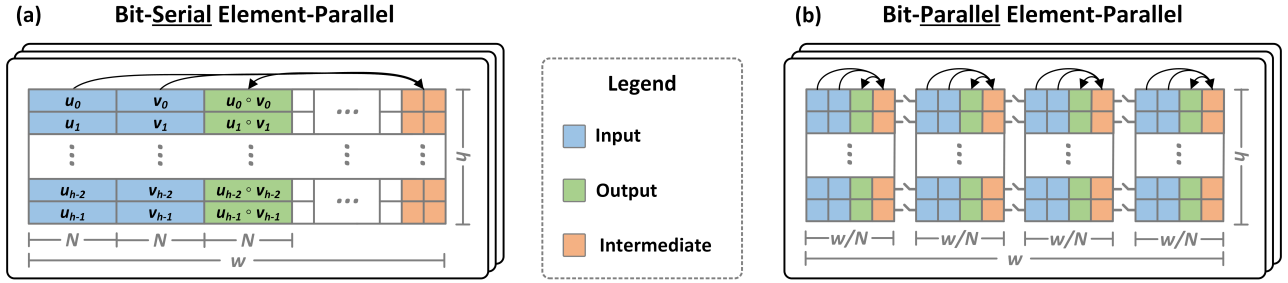 (a) Bit-Serial Element-Parallel
u0 v0 u0 ∘ v0 ...
u1 v1 u1 ∘ v1
uh-2 vh-2 uh-2 ∘ vh-2 ...
uh-1 vh-1 uh-1 ∘ vh-1
h
N N N
w
Legend
Input
Output
Intermediate
(b) Bit-Parallel Element-Parallel
h
w/N w/N w/N w/N
w